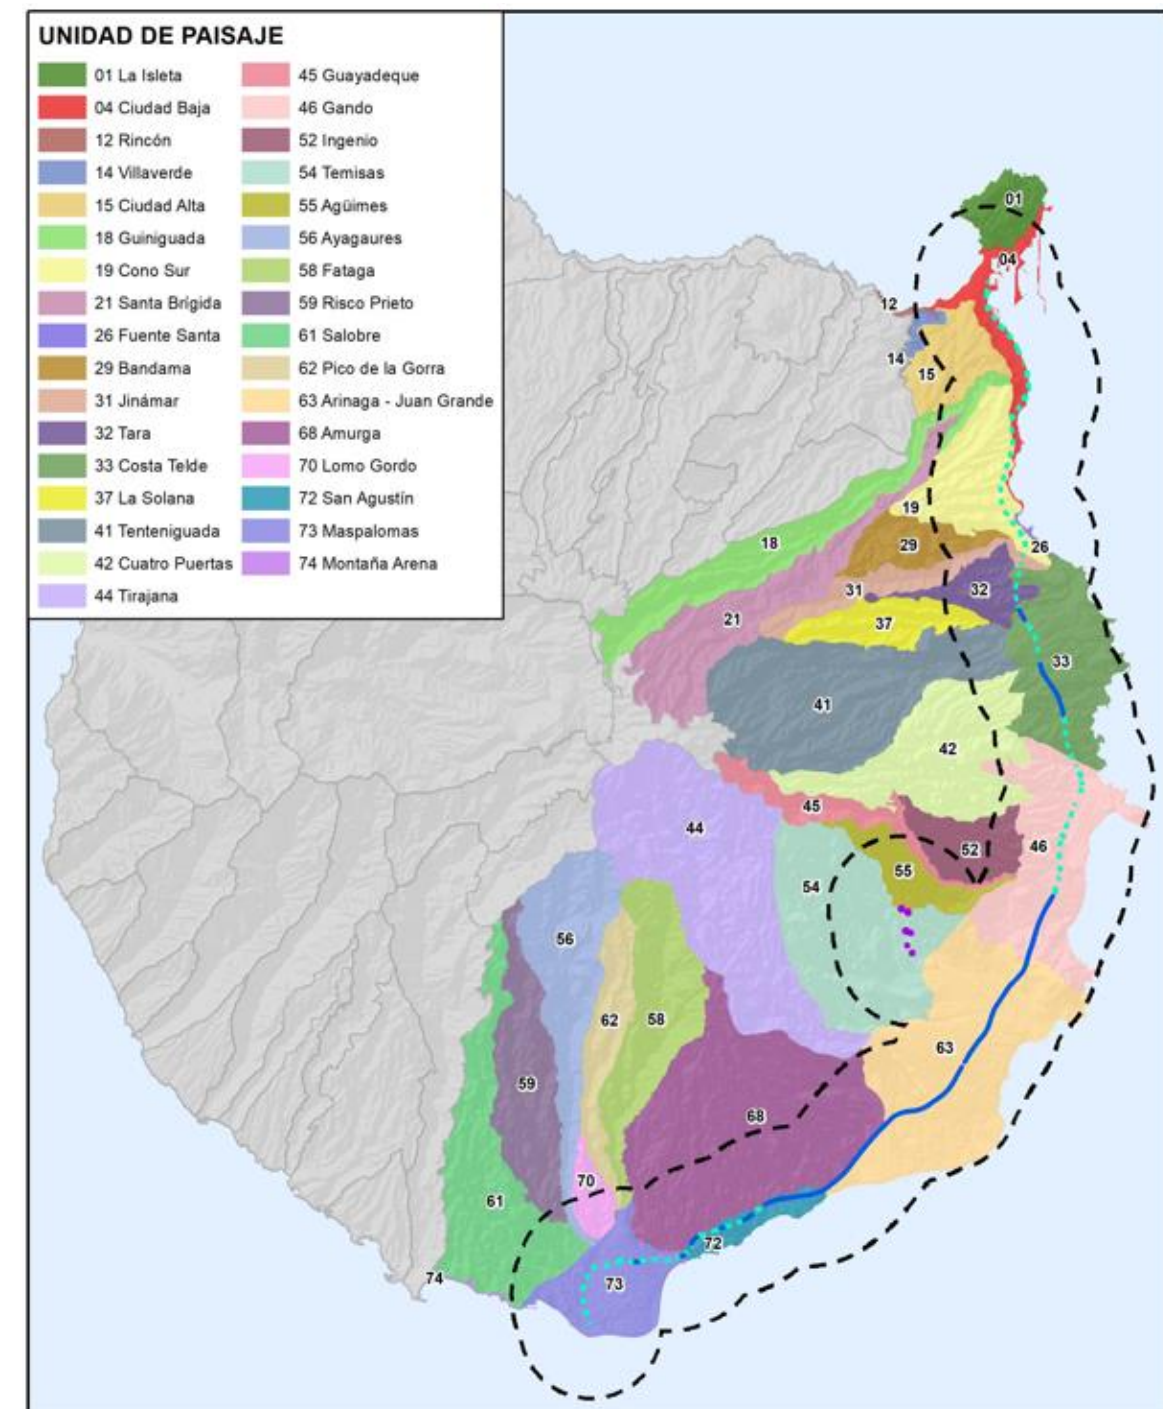 UNIDAD DE PAISAJE
01 La Isleta
04 Ciudad Baja
12 Rincón
14 Villaverde
15 Ciudad Alta
18 Guiniguada
19 Cono Sur
21 Santa Brígida
26 Fuente Santa
29 Bandama
31 Jinámar
32 Tara
33 Costa Telde
37 La Solana
41 Tenteniguada
42 Cuatro Puertas
44 Tirajana
45 Guayadeque
46 Gando
52 Ingenio
54 Temisas
55 Agüimes
56 Ayagaures
58 Fataga
59 Risco Prieto
61 Salobre
62 Pico de la Gorra
63 Arinaga - Juan Grande
68 Amurga
70 Lomo Gordo
72 San Agustín
73 Maspalomas
74 Montaña Arena
01
04
12
14
15
19
18
29
26
31
32
21
37
33
41
42
45
44
52
46
55
54
56
62
58
63
59
68
70
61
72
74
73